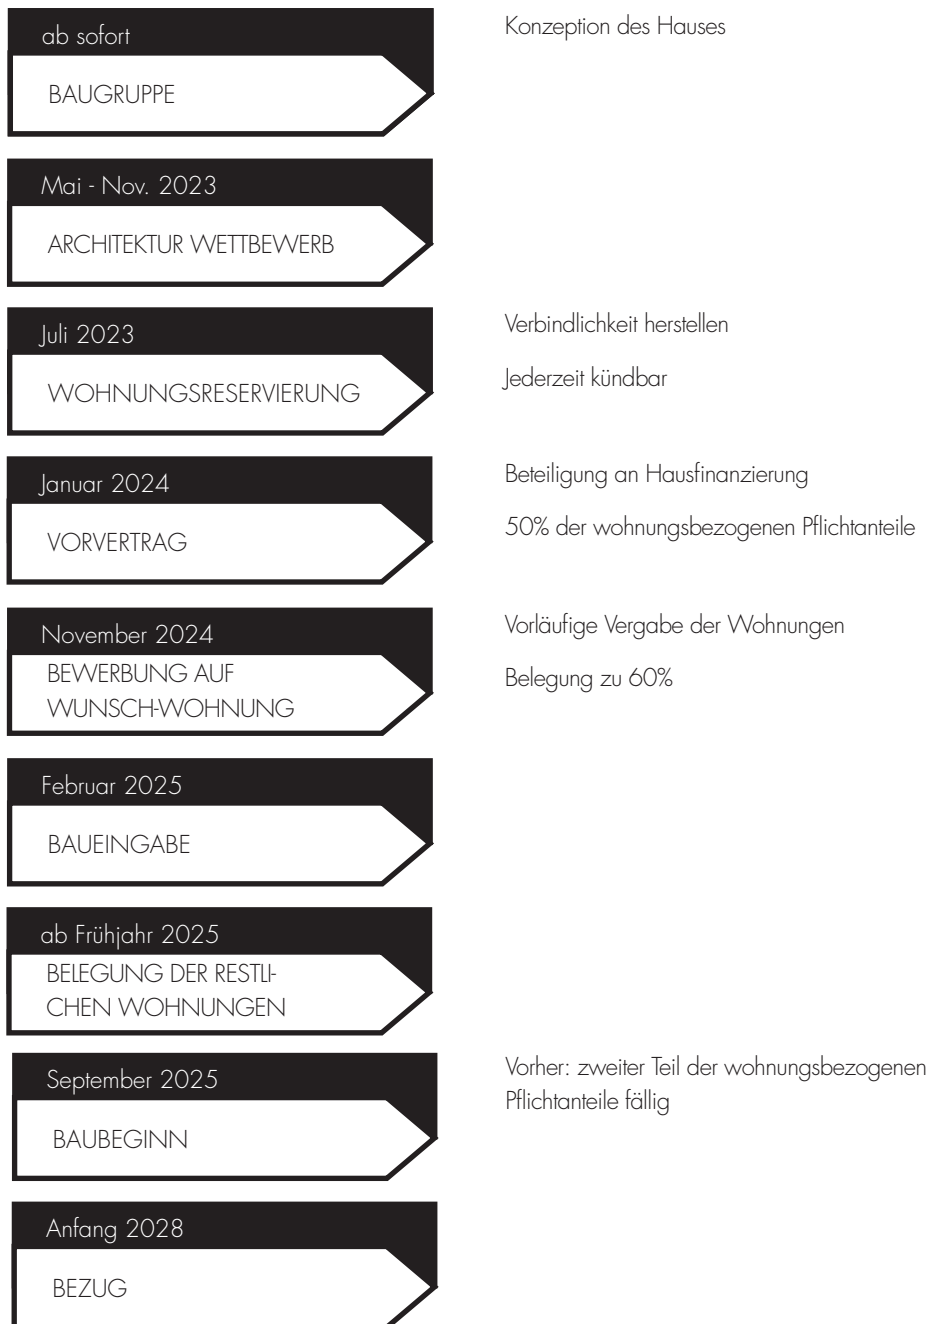 ab sofort
Konzeption des Hauses
BAUGRUPPE
Mai - Nov. 2023
ARCHITEKTUR WETTBEWERB
Juli 2023
Verbindlichkeit herstellen
Jederzeit kündbar
WOHNUNGSRESERVIERUNG
Januar 2024
Beteiligung an Hausfinanzierung
50% der wohnungsbezogenen Pflichtanteile
VORVERTRAG
November 2024
Vorläufige Vergabe der Wohnungen
Belegung zu 60%
BEWERBUNG AUF
WUNSCH-WOHNUNG
Februar 2025
BAUEINGABE
ab Frühjahr 2025
BELEGUNG DER RESTLI-
CHEN WOHNUNGEN
September 2025
Vorher: zweiter Teil der wohnungsbezogenen
Pflichtanteile fällig
BAUBEGINN
Anfang 2028
BEZUG